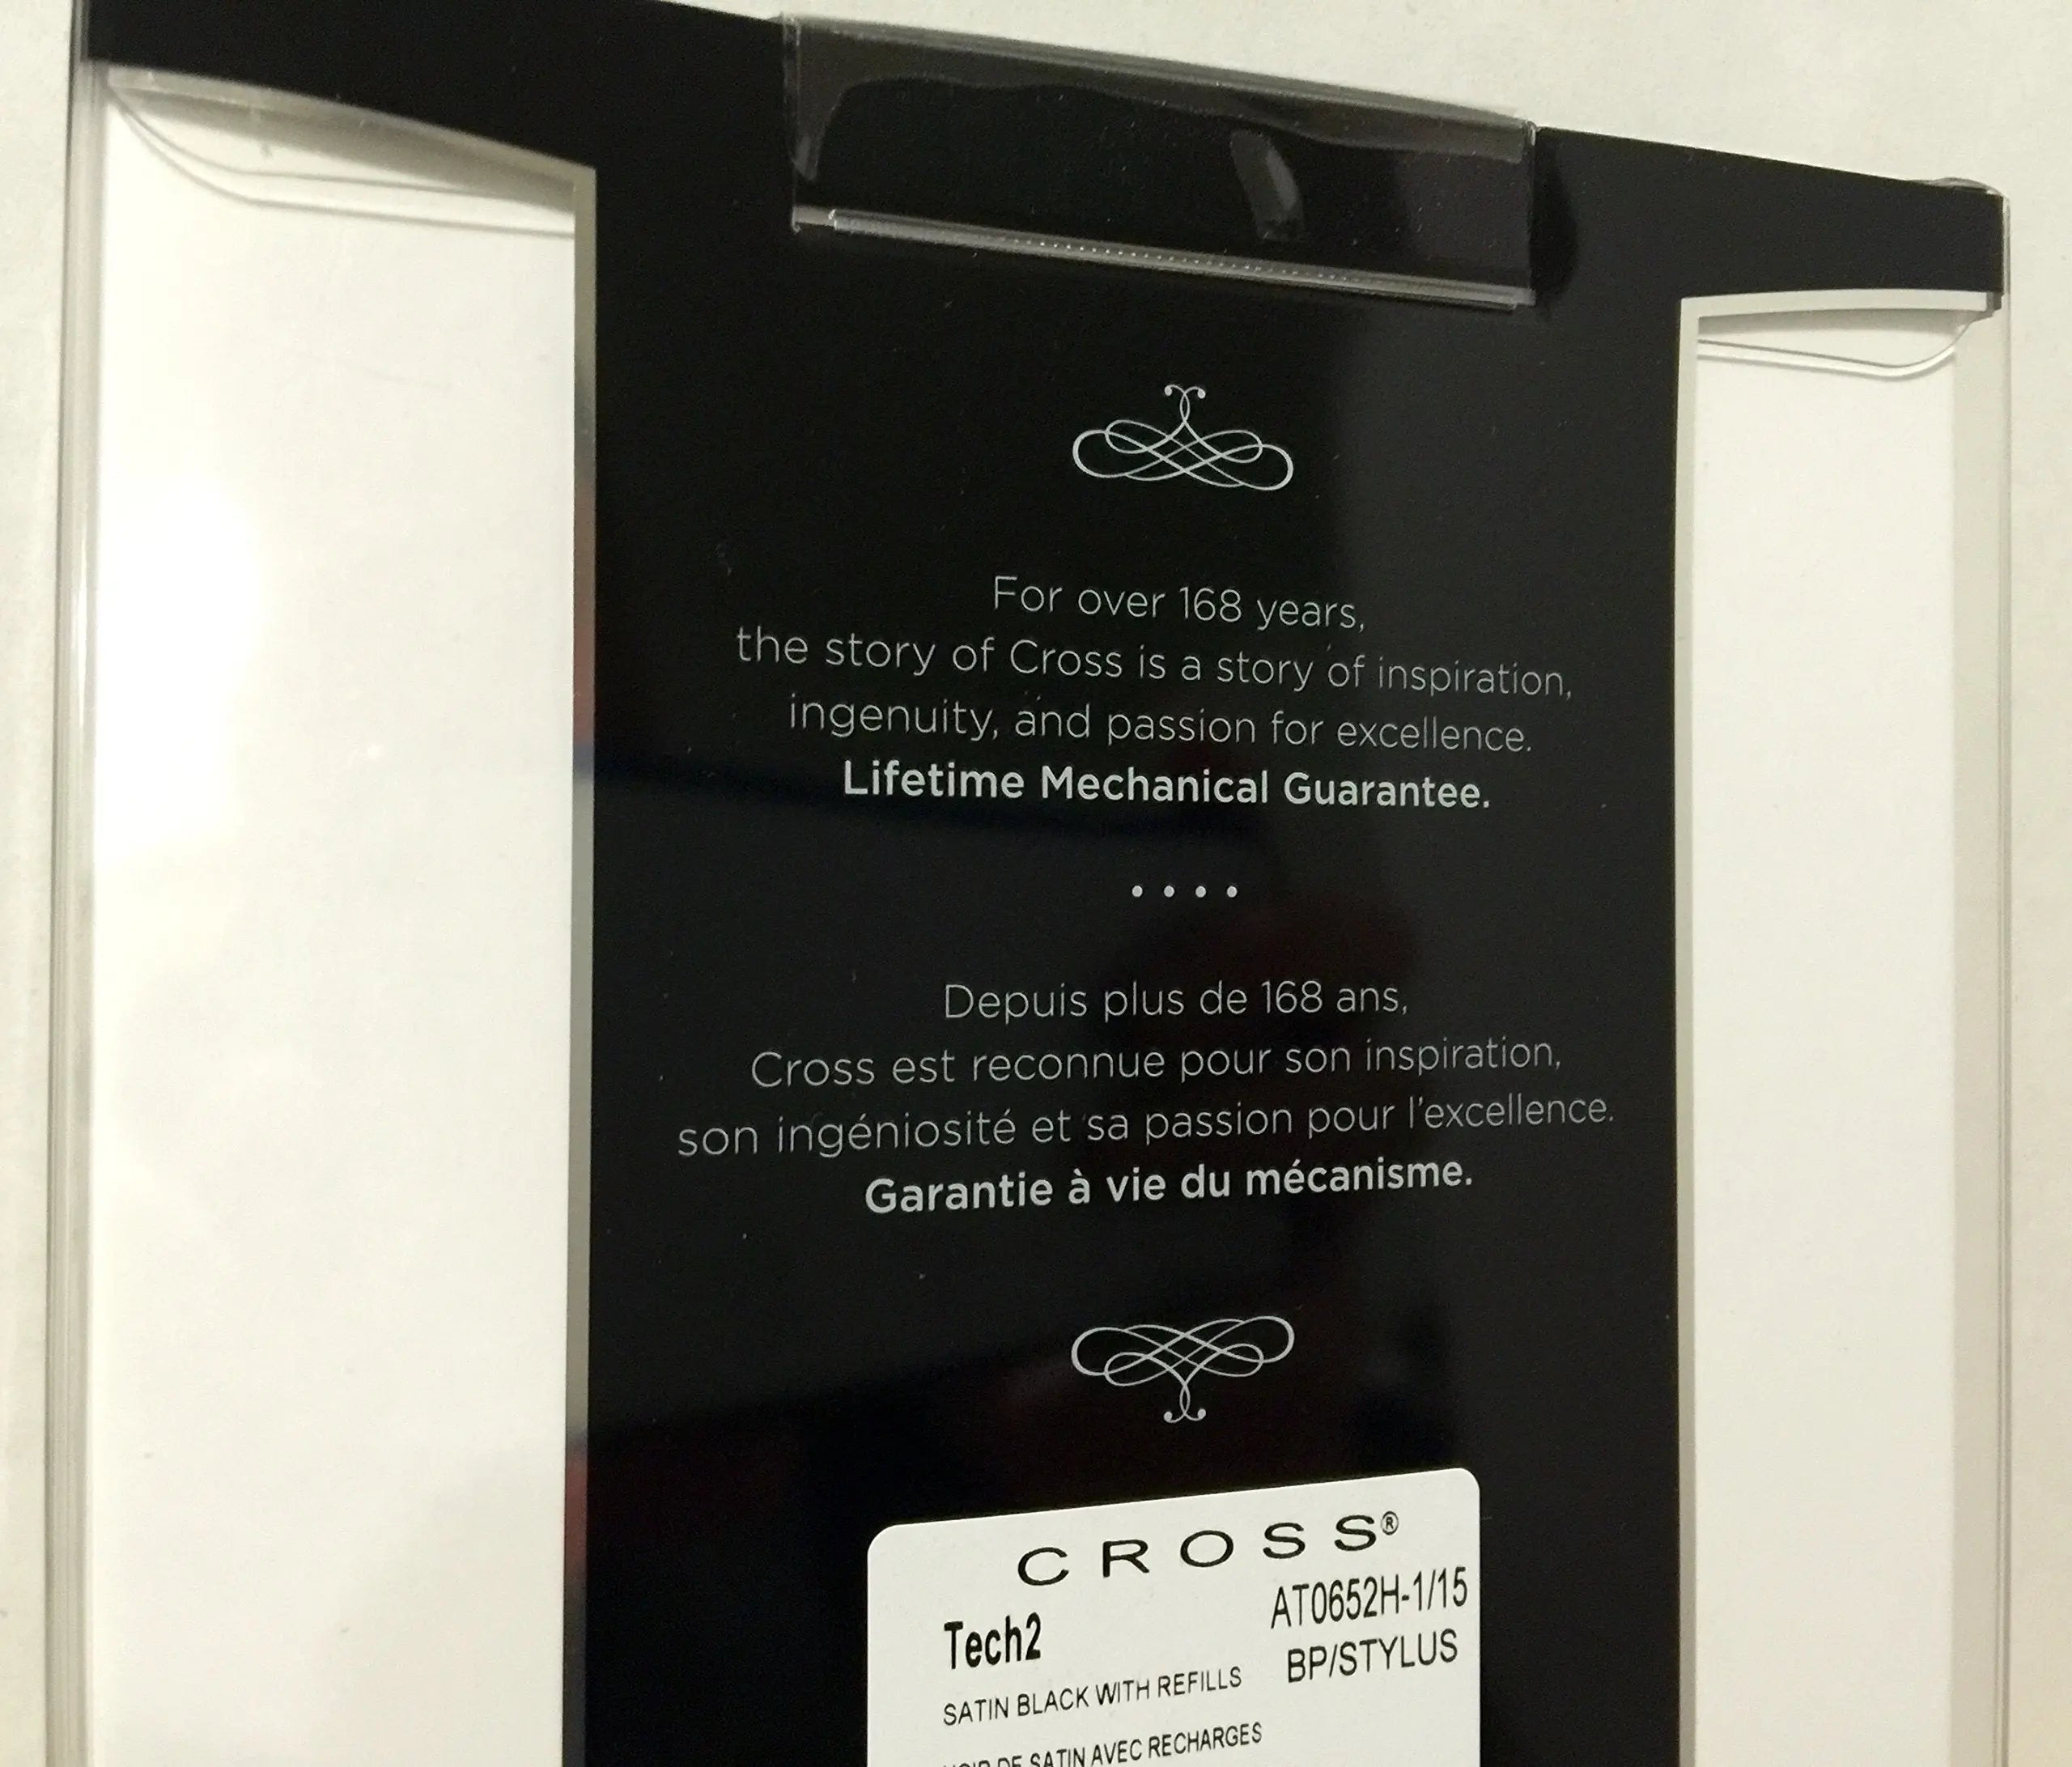 For over 168 years,
the story of Cross is a story of inspiration,
ingenuity, and passion for excellence.
Lifetime Mechanical Guarantee.
Depuis plus de 168 ans,
Cross est reconnue pour son inspiration,
son ingéniosité et sa passion pour l'excellence.
Garantie à vie du mécanisme.
CROSS®
Tech2
AT0652H-1/15
BP/STYLUS
SATIN BLACK WITH REFILLS
DE SATIN AVEC RECHARGES